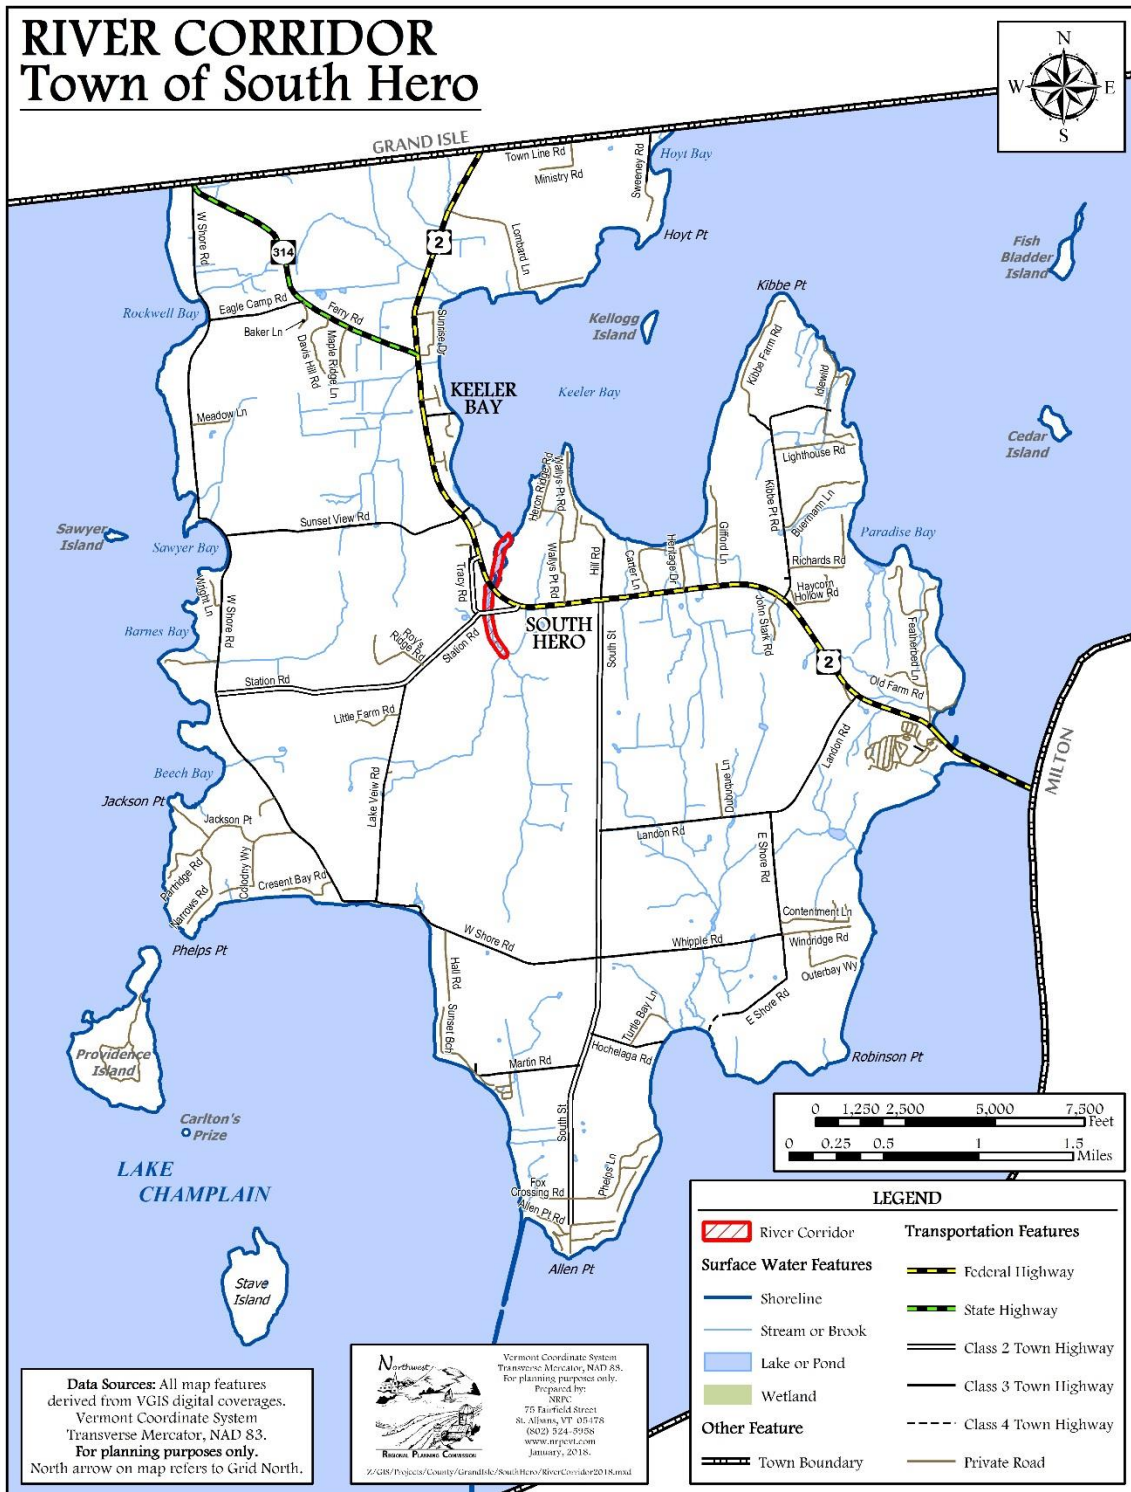 RIVER CORRIDOR
Town of South Hero
N
W
E
S
GRAND ISLE
Town Line Rd
Ministry Rd
Sweeney Rd
Hoyt Bay
W Shore Rd
314
2
Lombard Ln
Hoyt Pt
Fish
Bladder
Island
Kibbe Pt
Rockwell Bay
Eagle Camp Rd
Ferry Rd
Baker Ln
Davis Hill Rd
Maple Ridge Ln
Sunrise Dr
Kellogg
Island
Kibbe Farm Rd
Idlewild
KEELER
BAY
Keeler Bay
Meadow Ln
Cedar
Island
Lighthouse Rd
Heron Ridge Rd
Wallys Pt Rd
Kibbe Pt Rd
Buermann Ln
Sunset View Rd
Sawyer
Island
Sawyer Bay
Paradise Bay
Gifford Ln
Heritage Dr
Carter Ln
Hill Rd
Wallys Pt Rd
Tracy Rd
Richards Rd
Haycorn
Hollow Rd
Wright Ln
W Shore Rd
Barnes Bay
John Stark Rd
Featherbed Ln
SOUTH
HERO
Roy's
Ridge Rd
Station Rd
South St
2
Old Farm Rd
Station Rd
Little Farm Rd
Landon Rd
MILTON
Beech Bay
Lake Veiw Rd
Dubuque Ln
Jackson Pt
Jackson Pt
Landon Rd
E Shore Rd
Partridge Rd
Narrows Rd
Colodny Wy
Cresent Bay Rd
Contentment Ln
W Shore Rd
Whipple Rd
Windridge Rd
Phelps Pt
Outerbay Wy
Hall Rd
Sunset Bch
Turtle Bay Ln
E Shore Rd
Hochelaga Rd
Martin Rd
Robinson Pt
Providence
Island
Carlton's
Prize
South St
LAKE
CHAMPLAIN
Fox
Crossing Rd
Phelps Ln
Allen Pt Rd
Allen Pt
Stave
Island
0 1,250 2,500 5,000 7,500
Feet
0 0.25 0.5 1 1.5
Miles
LEGEND
River Corridor
Surface Water Features
Shoreline
Stream or Brook
Lake or Pond
Wetland
Other Feature
Town Boundary
Transportation Features
Federal Highway
State Highway
Class 2 Town Highway
Class 3 Town Highway
Class 4 Town Highway
Private Road
Data Sources: All map features
derived from VGIS digital coverages.
Vermont Coordinate System
Transverse Mercator, NAD 83.
For planning purposes only.
North arrow on map refers to Grid North.
Northwest
REGIONAL PLANNING COMMISSION
Vermont Coordinate System
Transverse Mercator, NAD 83.
For planning purposes only.
Prepared by:
NRPC
75 Fairfield Street
St. Albans, VT 05478
(802) 524-5958
www.nrpcvt.com
January, 2018.
Z/GIS/Projects/County/GrandIsle/SouthHero/RiverCorridor2018.mxd